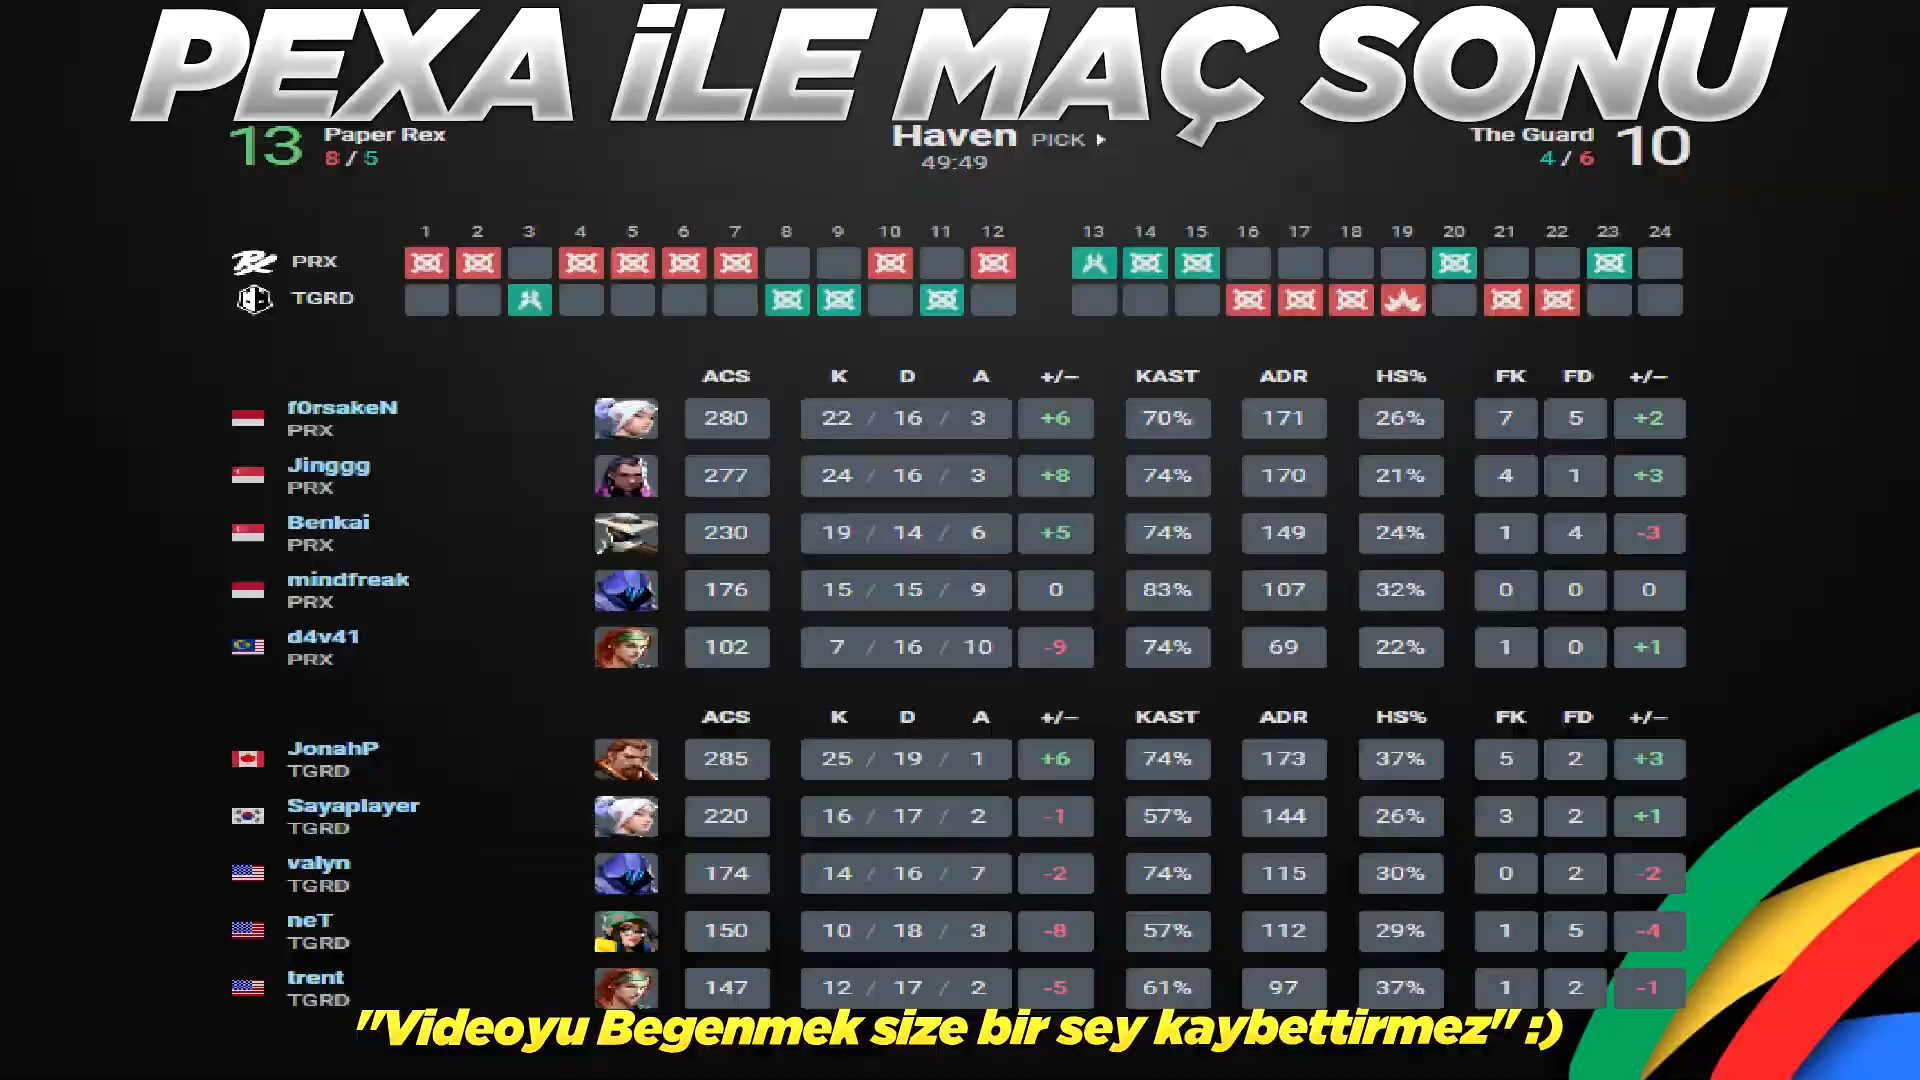 PEXA iLE MAÇ SONU
13 Paper Rex Haven PICK The Guard 10
8 / 5 49:49 4 / 6
1 2 3 4 5 6 7 8 9 10 11 12 13 14 15 16 17 18 19 20 21 22 23 24
PRX
TGRD
ACS K D A +/– KAST ADR HS% FK FD +/–
f0rsakeN PRX 280 22 / 16 / 3 +6 70% 171 26% 7 5 +2
Jinggg PRX 277 24 / 16 / 3 +8 74% 170 21% 4 1 +3
Benkai PRX 230 19 / 14 / 6 +5 74% 149 24% 1 4 -3
mindfreak PRX 176 15 / 15 / 9 0 83% 107 32% 0 0 0
d4v41 PRX 102 7 / 16 / 10 -9 74% 69 22% 1 0 +1
ACS K D A +/– KAST ADR HS% FK FD +/–
JonahP TGRD 285 25 / 19 / 1 +6 74% 173 37% 5 2 +3
Sayaplayer TGRD 220 16 / 17 / 2 -1 57% 144 26% 3 2 +1
valyn TGRD 174 14 / 16 / 7 -2 74% 115 30% 0 2 -2
neT TGRD 150 10 / 18 / 3 -8 57% 112 29% 1 5 -4
trent TGRD 147 12 / 17 / 2 -5 61% 97 37% 1 2 -1
"Videoyu Begenmek size bir sey kaybettirmez" :)